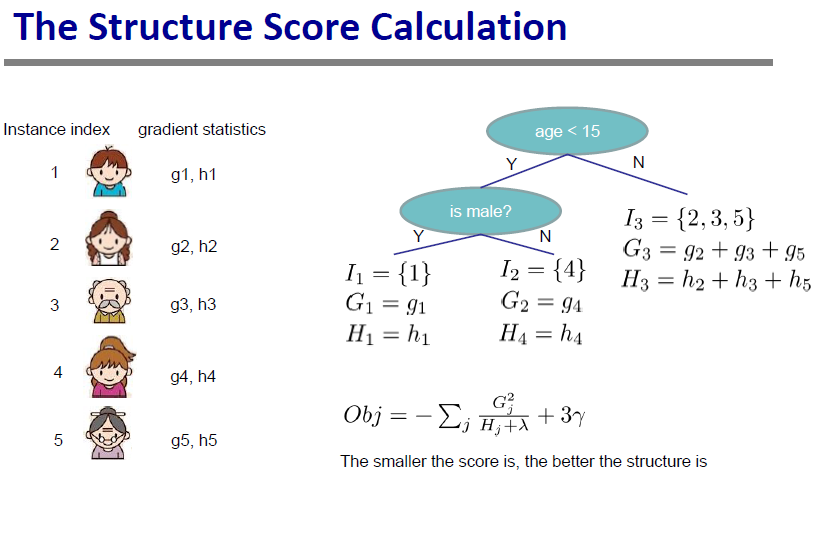 The Structure Score Calculation
Instance index gradient statistics
1 g1, h1
2 g2, h2
3 g3, h3
4 g4, h4
5 g5, h5
age < 15
Y N
is male?
Y N
I₁ = {1}
G₁ = g₁
H₁ = h₁
I₂ = {4}
G₂ = g₄
H₄ = h₄
I₃ = {2, 3, 5}
G₃ = g₂ + g₃ + g₅
H₃ = h₂ + h₃ + h₅
Obj = − ∑ⱼ Gⱼ²/(Hⱼ+λ) + 3γ
The smaller the score is, the better the structure is